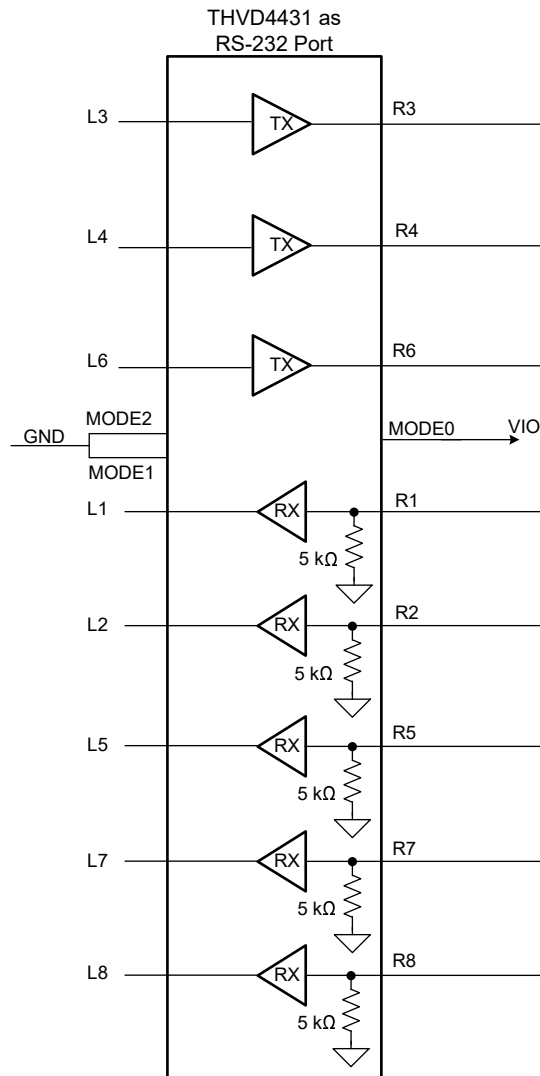 THVD4431 as
RS-232 Port
L3
TX
R3
L4
TX
R4
L6
TX
R6
MODE2
GND
MODE1
MODE0
VIO
L1
RX
R1
5 kΩ
L2
RX
R2
5 kΩ
L5
RX
R5
5 kΩ
L7
RX
R7
5 kΩ
L8
RX
R8
5 kΩ